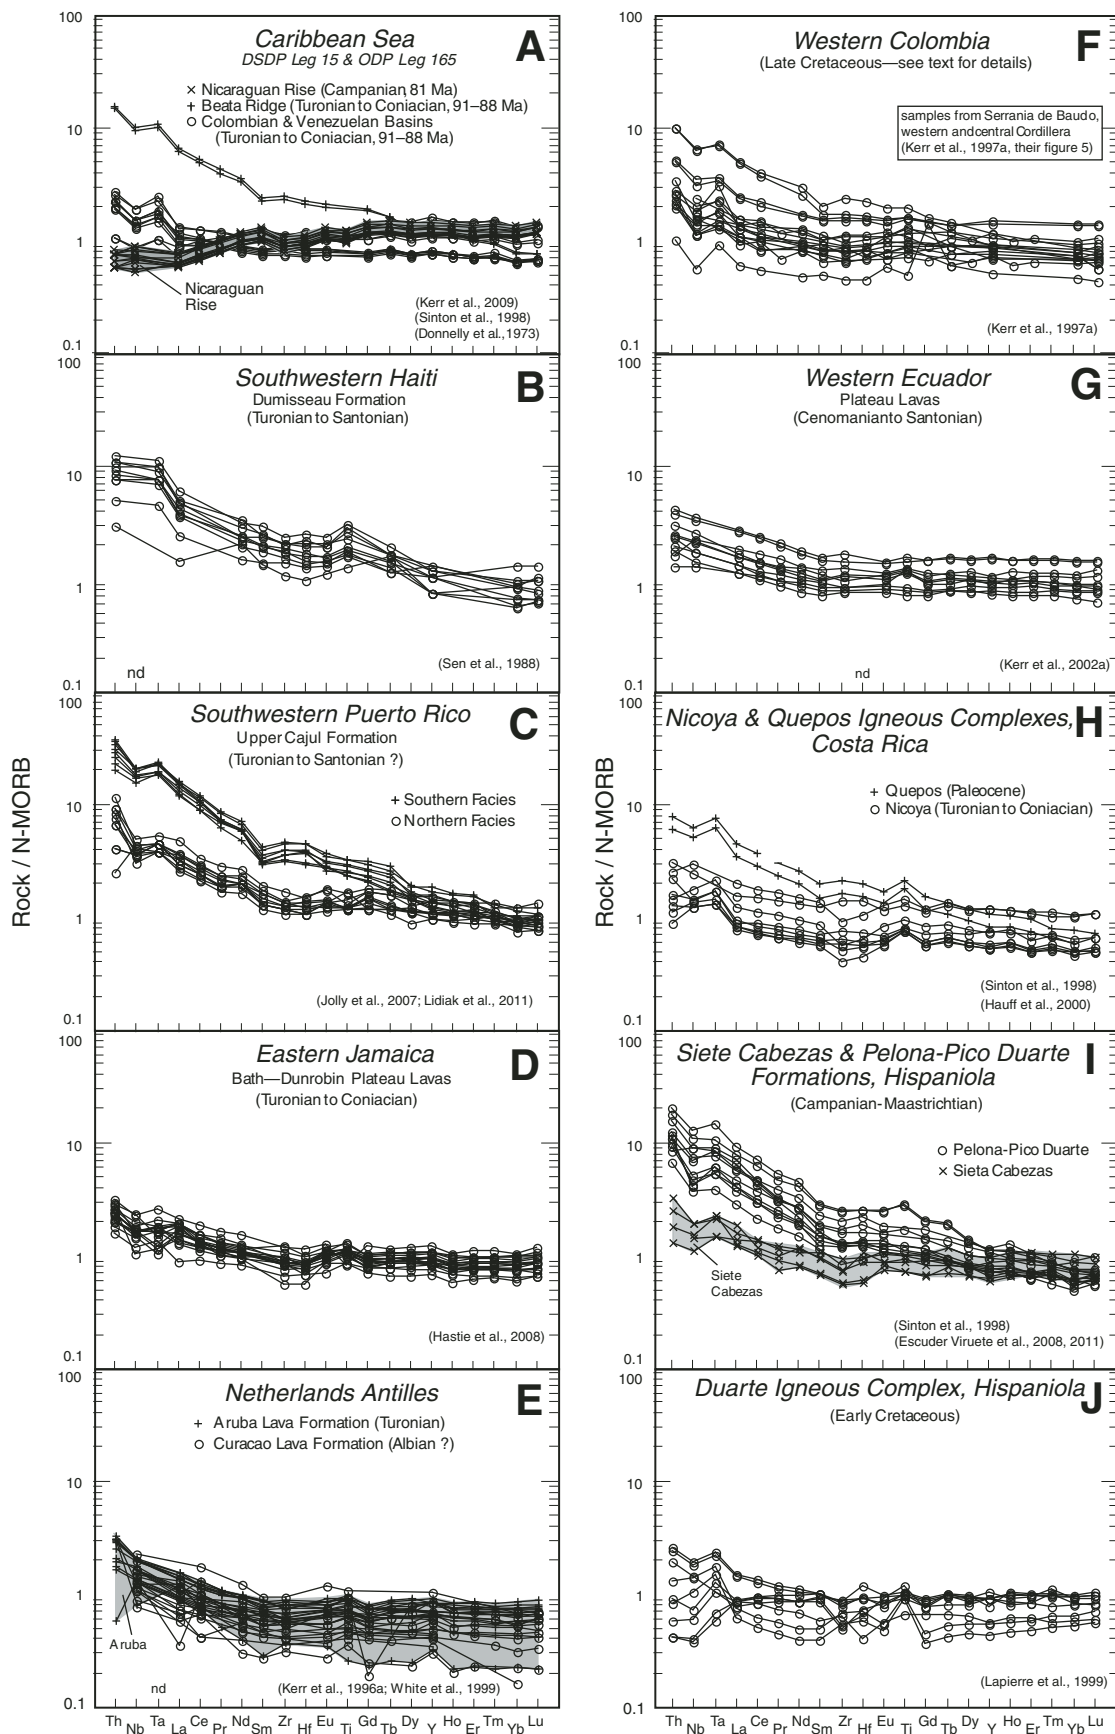 Rock / N-MORB
Rock / N-MORB
100
10
1
0.1
Caribbean Sea
A
DSDP Leg 15 & ODP Leg 165
× Nicaraguan Rise (Campanian, 81 Ma)
+ Beata Ridge (Turonian to Coniacian, 91–88 Ma)
○ Colombian & Venezuelan Basins
(Turonian to Coniacian, 91–88 Ma)
Nicaraguan
Rise
(Kerr et al., 2009)
(Sinton et al., 1998)
(Donnelly et al., 1973)
100
10
1
0.1
Southwestern Haiti
B
Dumisseau Formation
(Turonian to Santonian)
nd
(Sen et al., 1988)
100
10
1
0.1
Southwestern Puerto Rico
C
Upper Cajul Formation
(Turonian to Santonian ?)
+ Southern Facies
○ Northern Facies
(Jolly et al., 2007; Lidiak et al., 2011)
100
10
1
0.1
Eastern Jamaica
D
Bath—Dunrobin Plateau Lavas
(Turonian to Coniacian)
(Hastie et al., 2008)
100
10
1
0.1
Netherlands Antilles
E
+ Aruba Lava Formation (Turonian)
○ Curacao Lava Formation (Albian ?)
Aruba
nd
(Kerr et al., 1996a; White et al., 1999)
Th Nb Ta La Ce Pr Nd Sm Zr Hf Eu Ti Gd Tb Dy Y Ho Er Tm Yb Lu
100
10
1
0.1
Western Colombia
F
(Late Cretaceous—see text for details)
samples from Serrania de Baudo,
western and central Cordillera
(Kerr et al., 1997a, their figure 5)
(Kerr et al., 1997a)
100
10
1
0.1
Western Ecuador
G
Plateau Lavas
(Cenomanianto Santonian)
nd
(Kerr et al., 2002a)
100
10
1
0.1
Nicoya & Quepos Igneous Complexes,
H
Costa Rica
+ Quepos (Paleocene)
○ Nicoya (Turonian to Coniacian)
(Sinton et al., 1998)
(Hauff et al., 2000)
100
10
1
0.1
Siete Cabezas & Pelona-Pico Duarte
I
Formations, Hispaniola
(Campanian-Maastrichtian)
○ Pelona-Pico Duarte
× Sieta Cabezas
Siete
Cabezas
(Sinton et al., 1998)
(Escuder Viruete et al., 2008, 2011)
100
10
1
0.1
Duarte Igneous Complex, Hispaniola
J
(Early Cretaceous)
(Lapierre et al., 1999)
Th Nb Ta La Ce Pr Nd Sm Zr Hf Eu Ti Gd Tb Dy Y Ho Er Tm Yb Lu